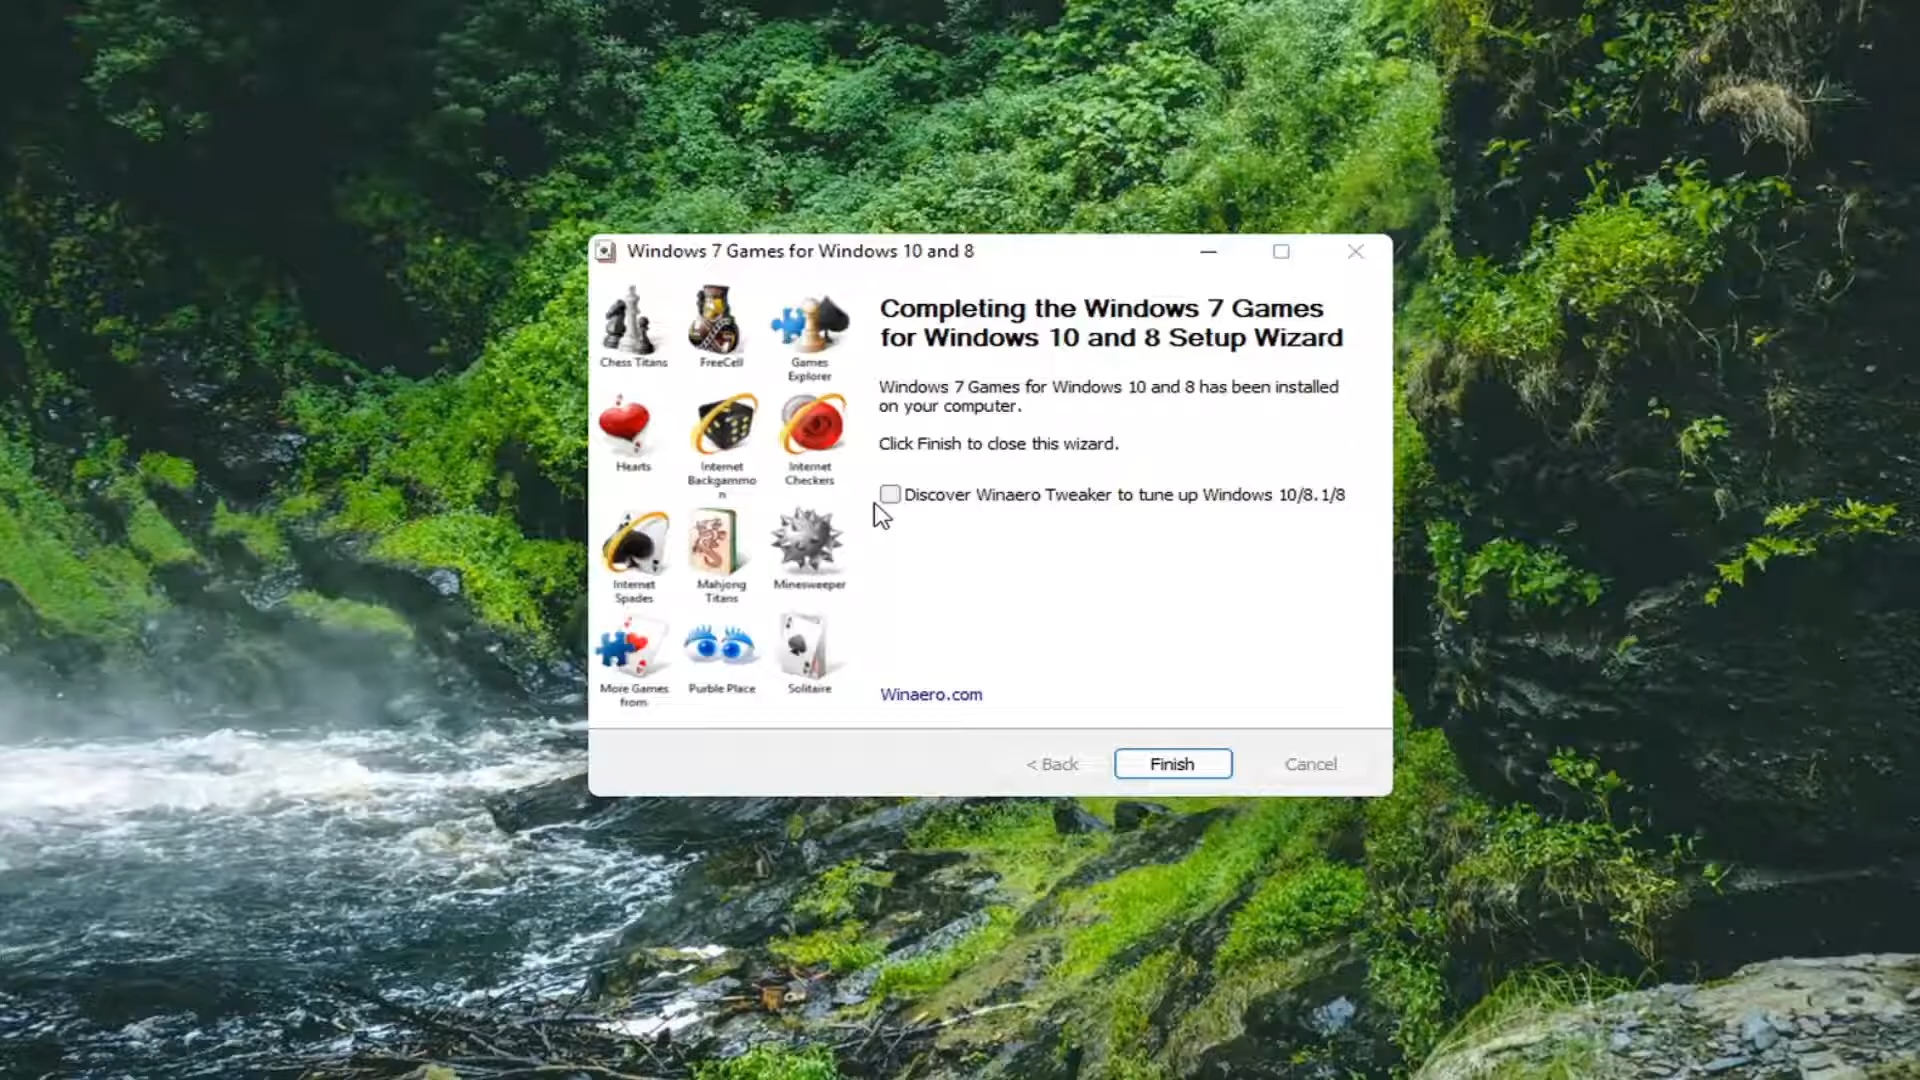 Windows 7 Games for Windows 10 and 8
Chess Titans
FreeCell
Games
Explorer
Hearts
Internet
Backgammo
n
Internet
Checkers
Internet
Spades
Mahjong
Titans
Minesweeper
More Games
from
Purble Place
Solitaire
Completing the Windows 7 Games
for Windows 10 and 8 Setup Wizard
Windows 7 Games for Windows 10 and 8 has been installed
on your computer.
Click Finish to close this wizard.
Discover Winaero Tweaker to tune up Windows 10/8.1/8
Winaero.com
< Back
Finish
Cancel